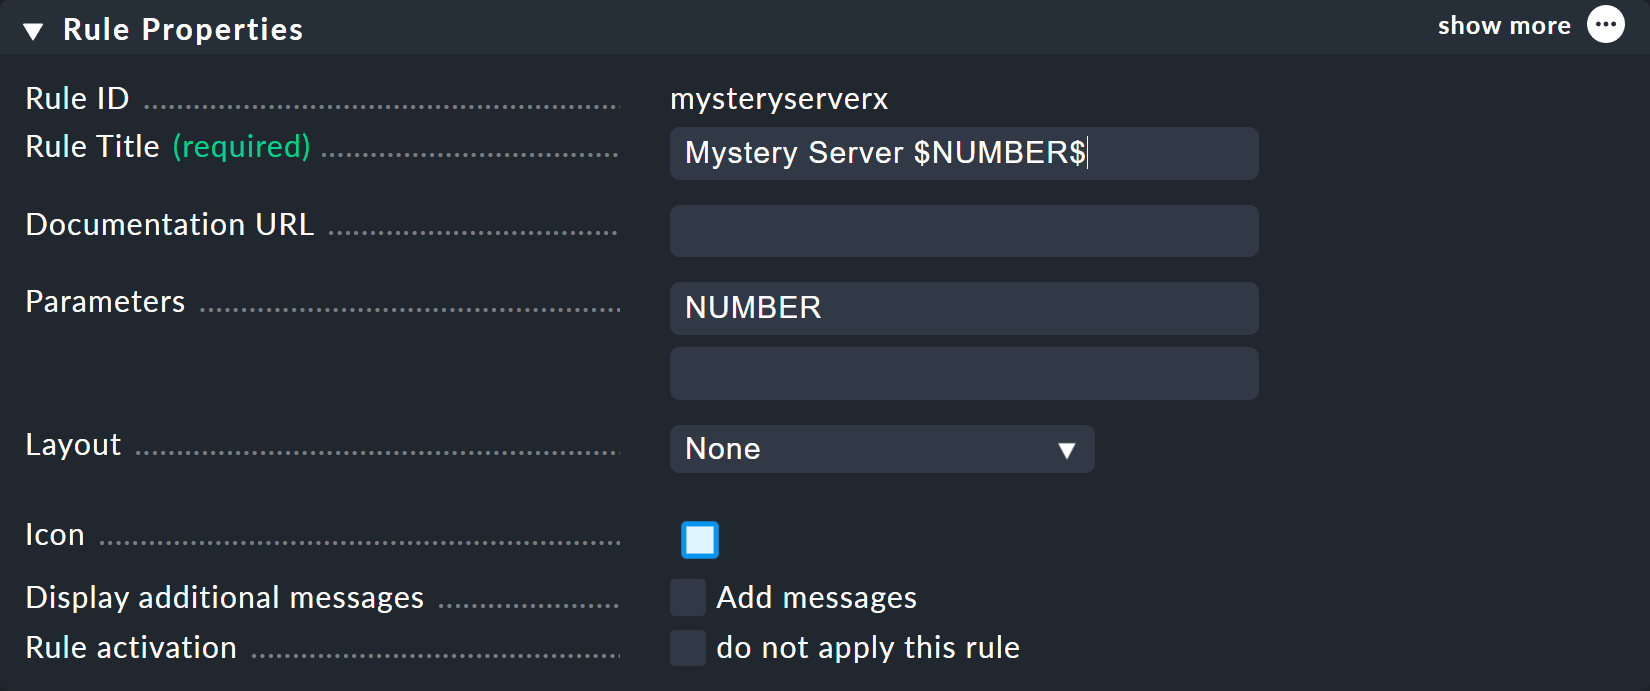 Rule Properties show more
Rule ID mysteryserverx
Rule Title (required) Mystery Server $NUMBER$
Documentation URL
Parameters NUMBER
Layout None
Icon
Display additional messages Add messages
Rule activation do not apply this rule